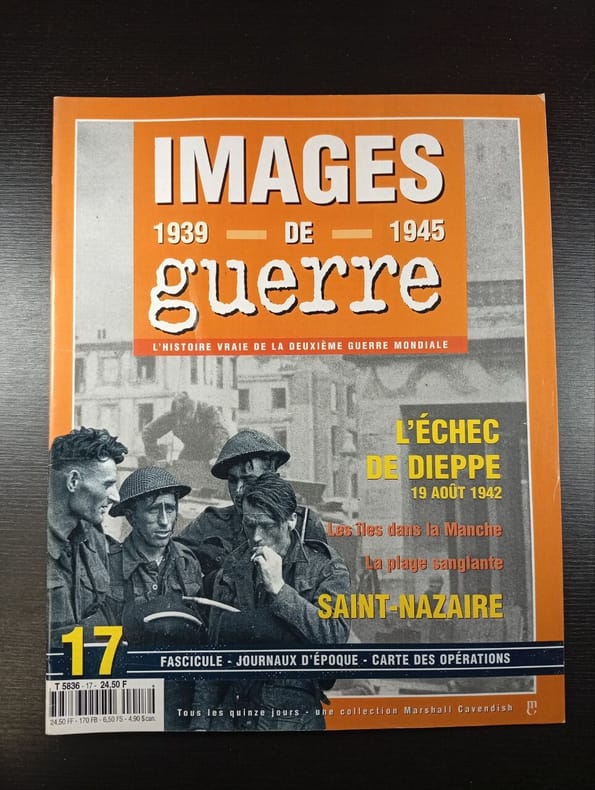 IMAGES
1939 — DE — 1945
guerre
L'HISTOIRE VRAIE DE LA DEUXIÈME GUERRE MONDIALE
L'ÉCHEC
DE DIEPPE
19 AOÛT 1942
Les îles dans la Manche
La plage sanglante
SAINT-NAZAIRE
17
FASCICULE - JOURNAUX D'ÉPOQUE - CARTE DES OPÉRATIONS
T 5836 - 17 - 24,50 F
24,50 FF - 170 FB - 6,50 FS - 4,90 $ can.
Tous les quinze jours - une collection Marshall Cavendish